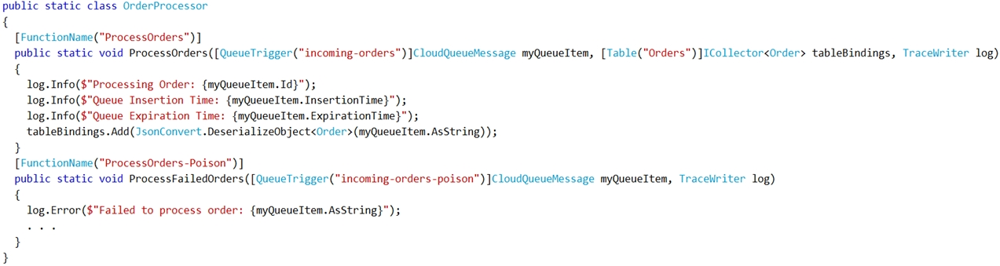 public static class OrderProcessor
{
[FunctionName("ProcessOrders")]
public static void ProcessOrders([QueueTrigger("incoming-orders")]CloudQueueMessage myQueueItem, [Table("Orders")]ICollector<Order> tableBindings, TraceWriter log)
{
log.Info($"Processing Order: {myQueueItem.Id}");
log.Info($"Queue Insertion Time: {myQueueItem.InsertionTime}");
log.Info($"Queue Expiration Time: {myQueueItem.ExpirationTime}");
tableBindings.Add(JsonConvert.DeserializeObject<Order>(myQueueItem.AsString));
}
[FunctionName("ProcessOrders-Poison")]
public static void ProcessFailedOrders([QueueTrigger("incoming-orders-poison")]CloudQueueMessage myQueueItem, TraceWriter log)
{
log.Error($"Failed to process order: {myQueueItem.AsString}");
. . .
}
}